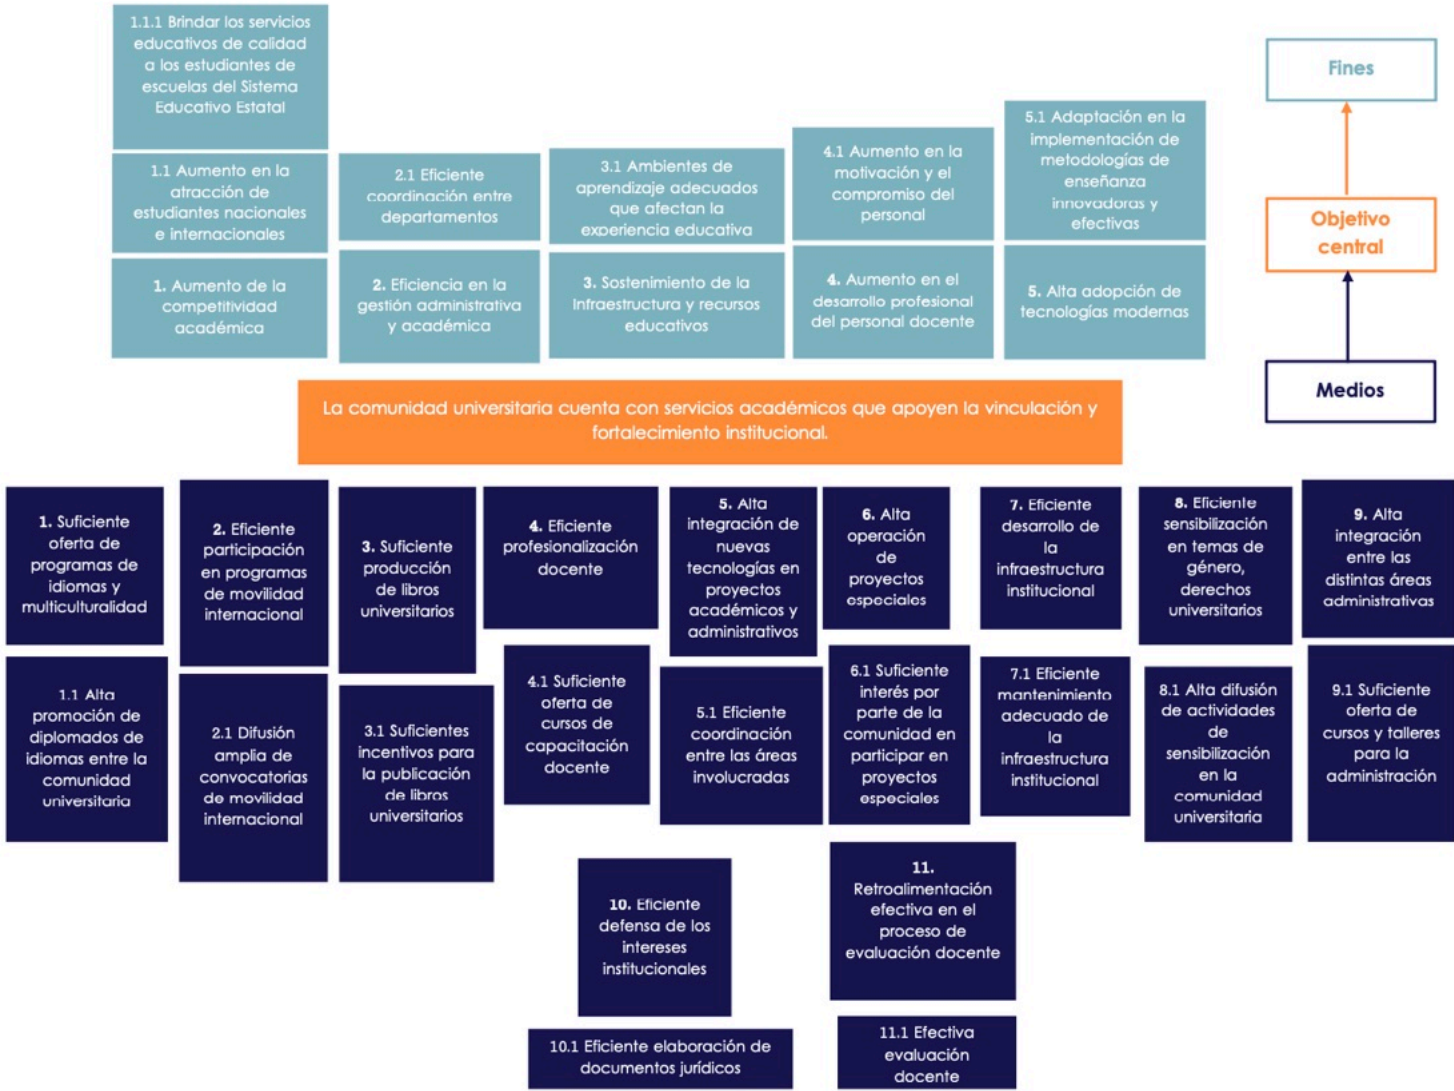 1.1.1 Brindar los servicios
educativos de calidad
a los estudiantes de
escuelas del Sistema
Educativo Estatal
1.1 Aumento en la
atracción de
estudiantes nacionales
e internacionales
1. Aumento de la
competitividad
académica
2.1 Eficiente
coordinación entre
departamentos
2. Eficiencia en la
gestión administrativa
y académica
3.1 Ambientes de
aprendizaje adecuados
que afectan la
experiencia educativa
3. Sostenimiento de la
Infraestructura y recursos
educativos
4.1 Aumento en la
motivación y el
compromiso del
personal
4. Aumento en el
desarrollo profesional
del personal docente
5.1 Adaptación en la
implementación de
metodologías de
enseñanza
innovadoras y
efectivas
5. Alta adopción de
tecnologías modernas
Fines
Objetivo
central
Medios
La comunidad universitaria cuenta con servicios académicos que apoyen la vinculación y
fortalecimiento institucional.
1. Suficiente
oferta de
programas de
idiomas y
multiculturalidad
1.1 Alta
promoción de
diplomados de
idiomas entre la
comunidad
universitaria
2. Eficiente
participación
en programas
de movilidad
internacional
2.1 Difusión
amplia de
convocatorias
de movilidad
internacional
3. Suficiente
producción
de libros
universitarios
3.1 Suficientes
incentivos para
la publicación
de libros
universitarios
4. Eficiente
profesionalización
docente
4.1 Suficiente
oferta de
cursos de
capacitación
docente
5. Alta
integración de
nuevas
tecnologías en
proyectos
académicos y
administrativos
5.1 Eficiente
coordinación
entre las áreas
involucradas
6. Alta
operación
de
proyectos
especiales
6.1 Suficiente
interés por
parte de la
comunidad en
participar en
proyectos
especiales
7. Eficiente
desarrollo de
la
infraestructura
institucional
7.1 Eficiente
mantenimiento
adecuado de
la
infraestructura
institucional
8. Eficiente
sensibilización
en temas de
género,
derechos
universitarios
8.1 Alta difusión
de actividades
de
sensibilización
en la
comunidad
universitaria
9. Alta
integración
entre las
distintas áreas
administrativas
9.1 Suficiente
oferta de
cursos y talleres
para la
administración
10. Eficiente
defensa de los
intereses
institucionales
10.1 Eficiente elaboración de
documentos jurídicos
11.
Retroalimentación
efectiva en el
proceso de
evaluación docente
11.1 Efectiva
evaluación
docente